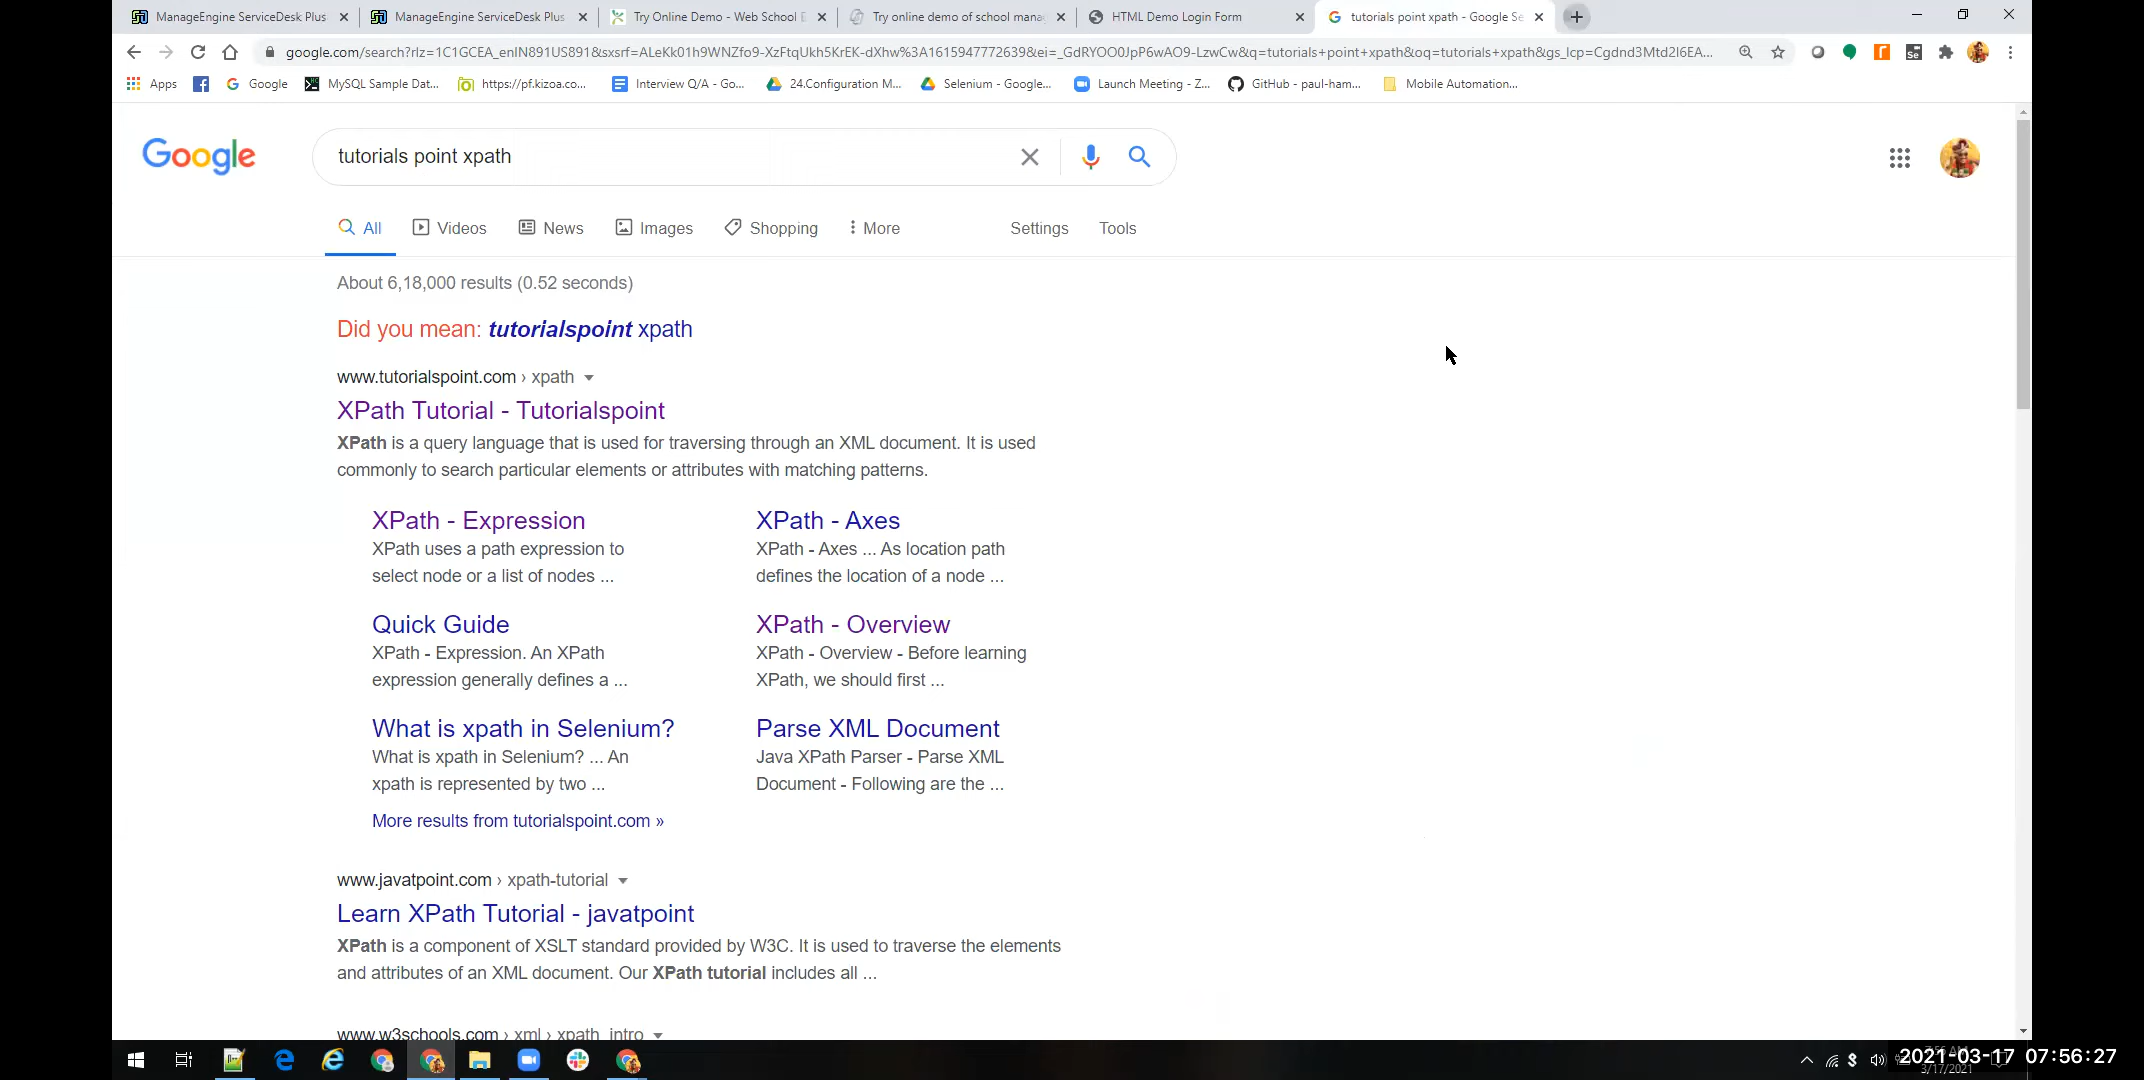 ManageEngine ServiceDesk Plus
ManageEngine ServiceDesk Plus
Try Online Demo - Web School E
Try online demo of school mana
HTML Demo Login Form
tutorials point xpath - Google Se
google.com/search?rlz=1C1GCEA_enIN891US891&sxsrf=ALeKk01h9WNZfo9-XzFtqUkh5KrEK-dXhw%3A1615947772639&ei=_GdRYOO0JpP6wAO9-LzwCw&q=tutorials+point+xpath&oq=tutorials+xpath&gs_lcp=Cgdnd3Mtd2l6EA...
Apps
Google
MySQL Sample Dat...
https://pf.kizoa.co...
Interview Q/A - Go...
24.Configuration M...
Selenium - Google...
Launch Meeting - Z...
GitHub - paul-ham...
Mobile Automation...
Google
tutorials point xpath
All
Videos
News
Images
Shopping
More
Settings
Tools
About 6,18,000 results (0.52 seconds)
Did you mean: tutorialspoint xpath
www.tutorialspoint.com › xpath
XPath Tutorial - Tutorialspoint
XPath is a query language that is used for traversing through an XML document. It is used
commonly to search particular elements or attributes with matching patterns.
XPath - Expression
XPath uses a path expression to
select node or a list of nodes ...
XPath - Axes
XPath - Axes ... As location path
defines the location of a node ...
Quick Guide
XPath - Expression. An XPath
expression generally defines a ...
XPath - Overview
XPath - Overview - Before learning
XPath, we should first ...
What is xpath in Selenium?
What is xpath in Selenium? ... An
xpath is represented by two ...
Parse XML Document
Java XPath Parser - Parse XML
Document - Following are the ...
More results from tutorialspoint.com »
www.javatpoint.com › xpath-tutorial
Learn XPath Tutorial - javatpoint
XPath is a component of XSLT standard provided by W3C. It is used to traverse the elements
and attributes of an XML document. Our XPath tutorial includes all ...
www.w3schools.com › xml › xpath_intro
2021-03-17 07:56:27
3/17/2021